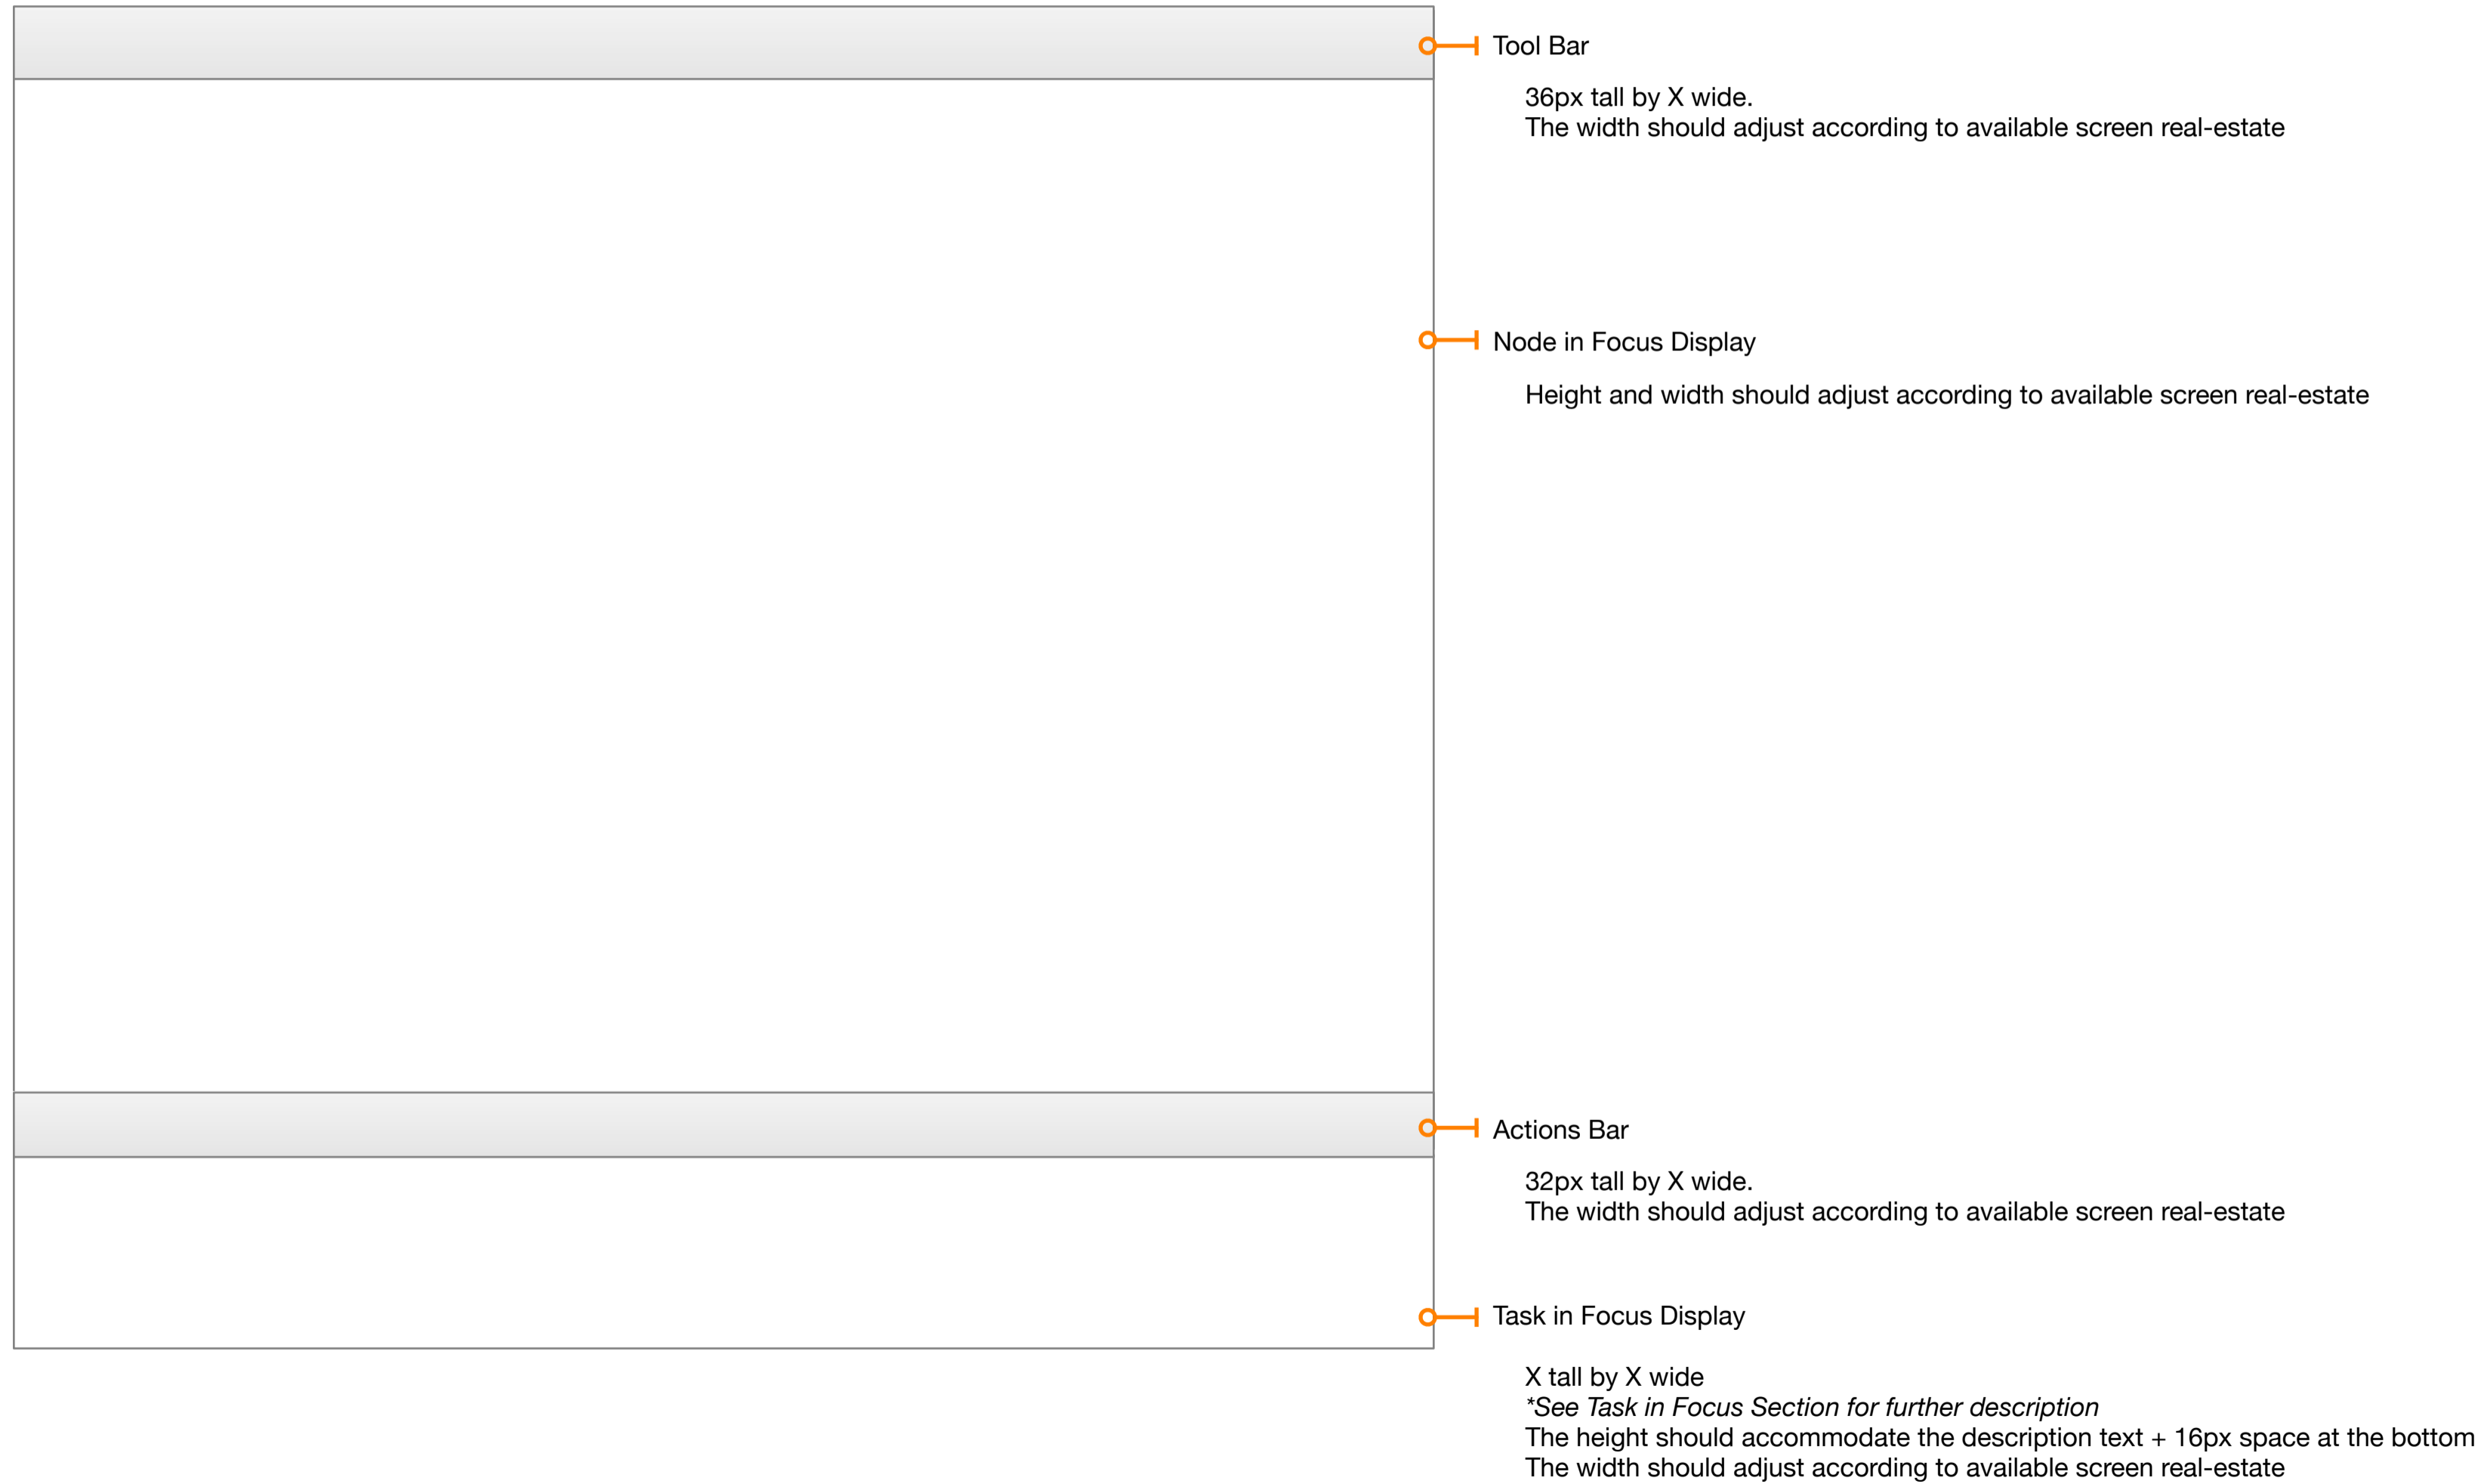 Tool Bar
36px tall by X wide.
The width should adjust according to available screen real-estate
Node in Focus Display
Height and width should adjust according to available screen real-estate
Actions Bar
32px tall by X wide.
The width should adjust according to available screen real-estate
Task in Focus Display
X tall by X wide
*See Task in Focus Section for further description
The height should accommodate the description text + 16px space at the bottom
The width should adjust according to available screen real-estate